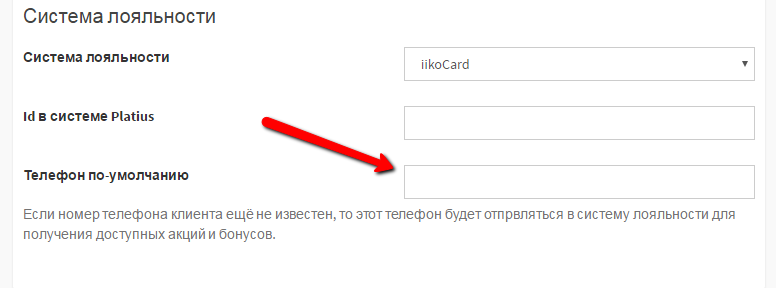 Система лояльности
Система лояльности
iikoCard
Id в системе Platius
Телефон по-умолчанию
Если номер телефона клиента ещё не известен, то этот телефон будет отпрвляться в систему лояльности для
получения доступных акций и бонусов.